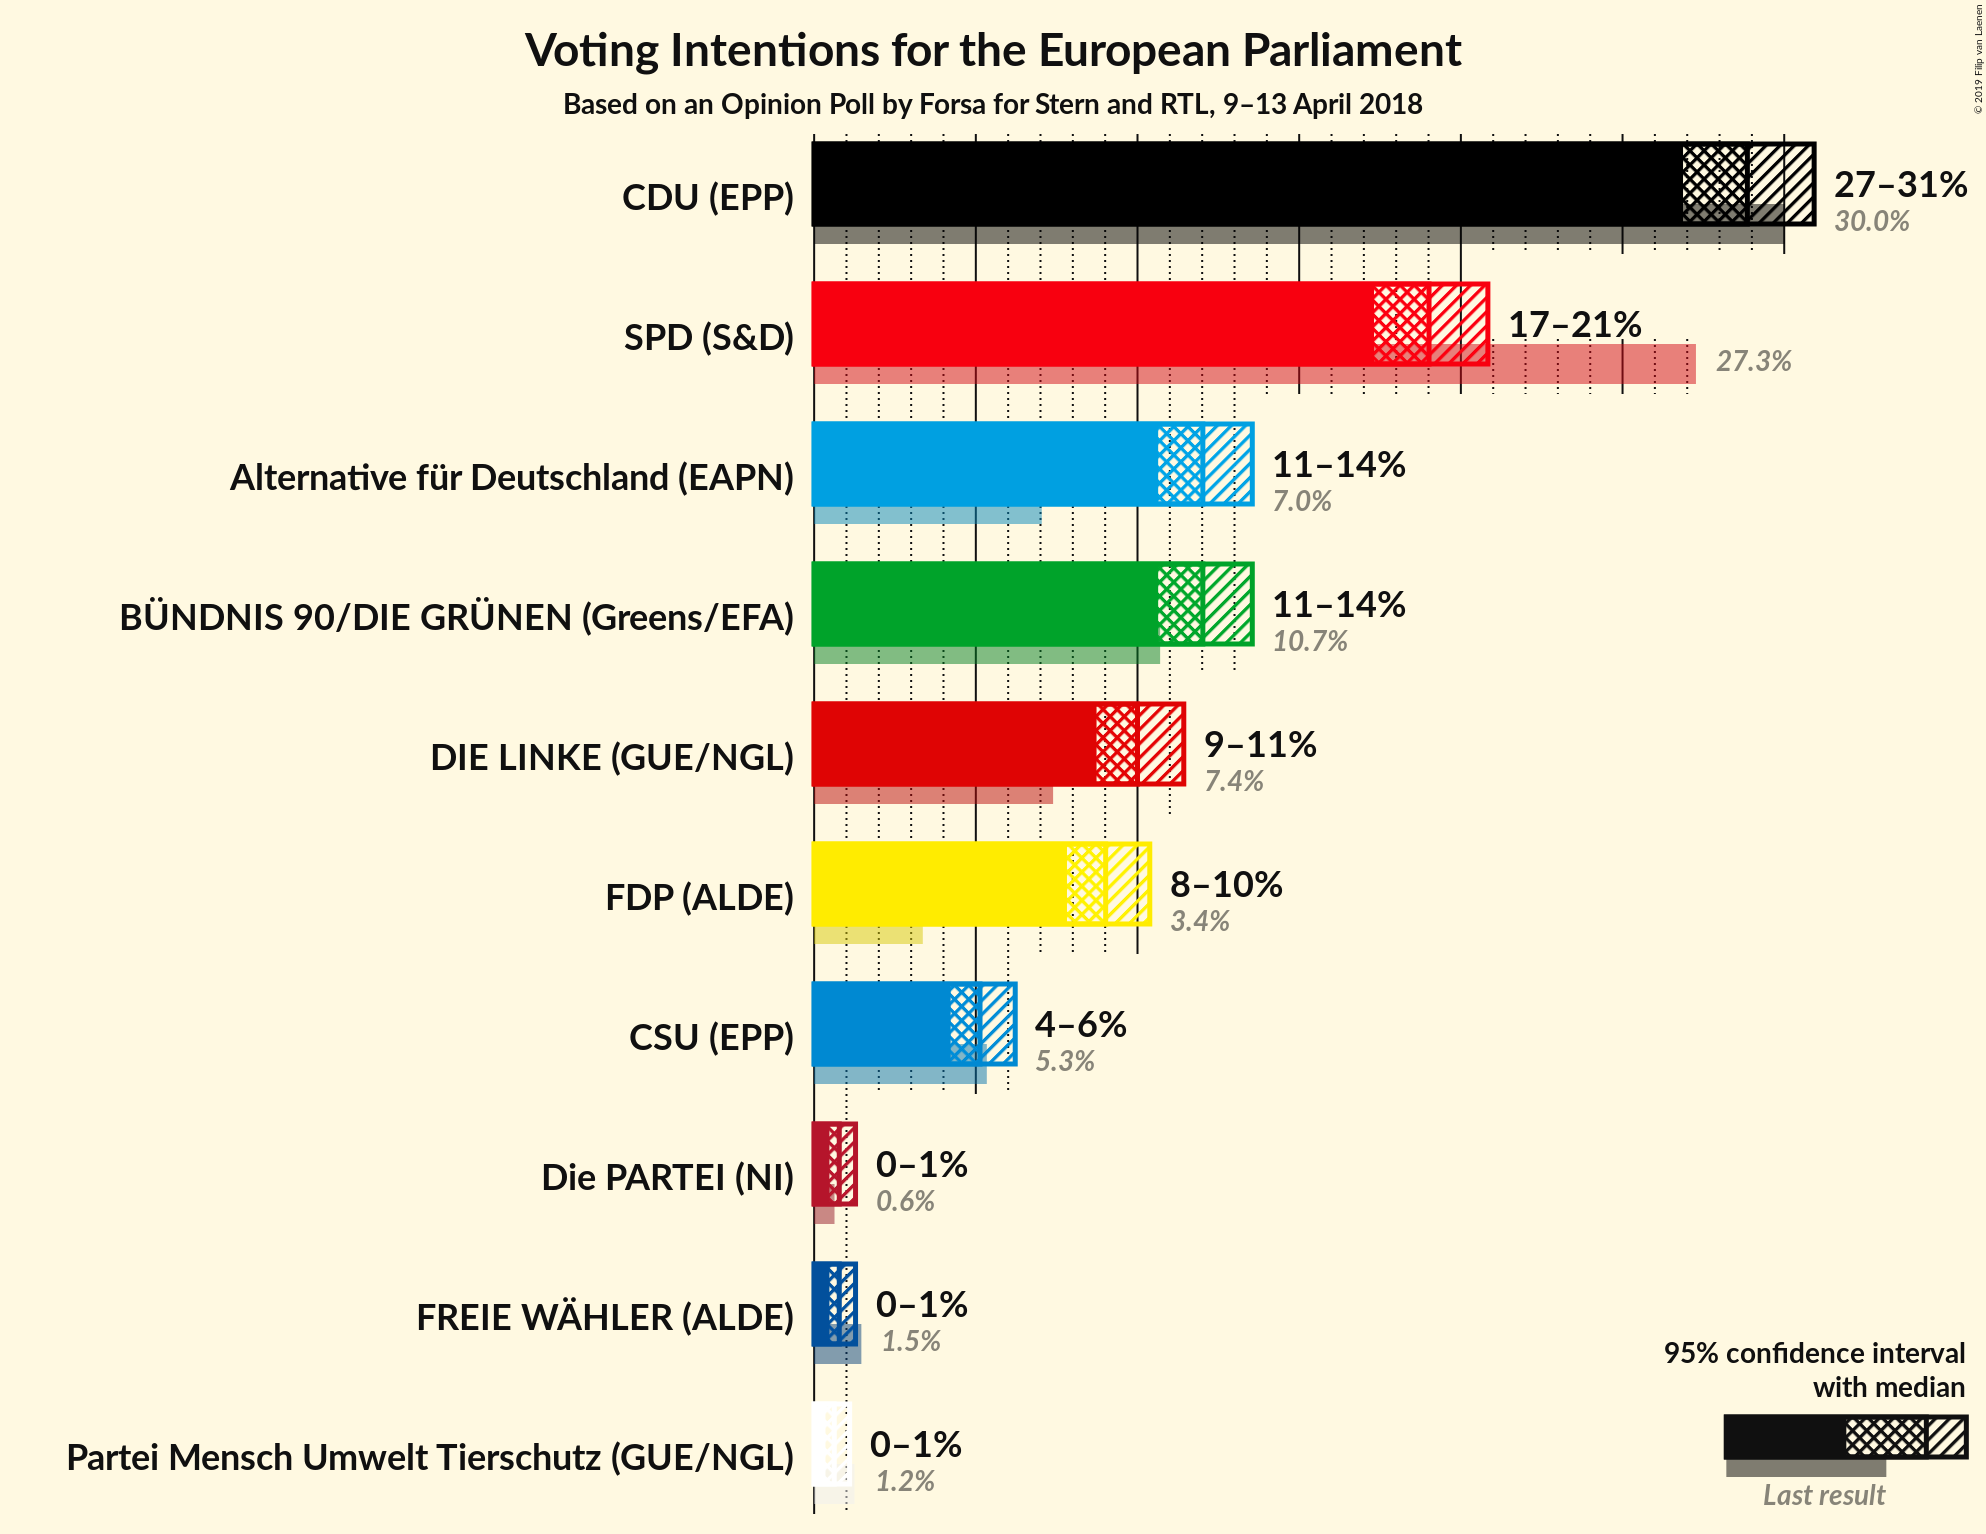 Voting Intentions for the European Parliament
Based on an Opinion Poll by Forsa for Stern and RTL, 9–13 April 2018
© 2019 Filip van Laenen
CDU (EPP)
27–31%
30.0%
SPD (S&D)
17–21%
27.3%
Alternative für Deutschland (EAPN)
11–14%
7.0%
BÜNDNIS 90/DIE GRÜNEN (Greens/EFA)
11–14%
10.7%
DIE LINKE (GUE/NGL)
9–11%
7.4%
FDP (ALDE)
8–10%
3.4%
CSU (EPP)
4–6%
5.3%
Die PARTEI (NI)
0–1%
0.6%
FREIE WÄHLER (ALDE)
0–1%
1.5%
Partei Mensch Umwelt Tierschutz (GUE/NGL)
0–1%
1.2%
95% confidence interval
with median
Last result